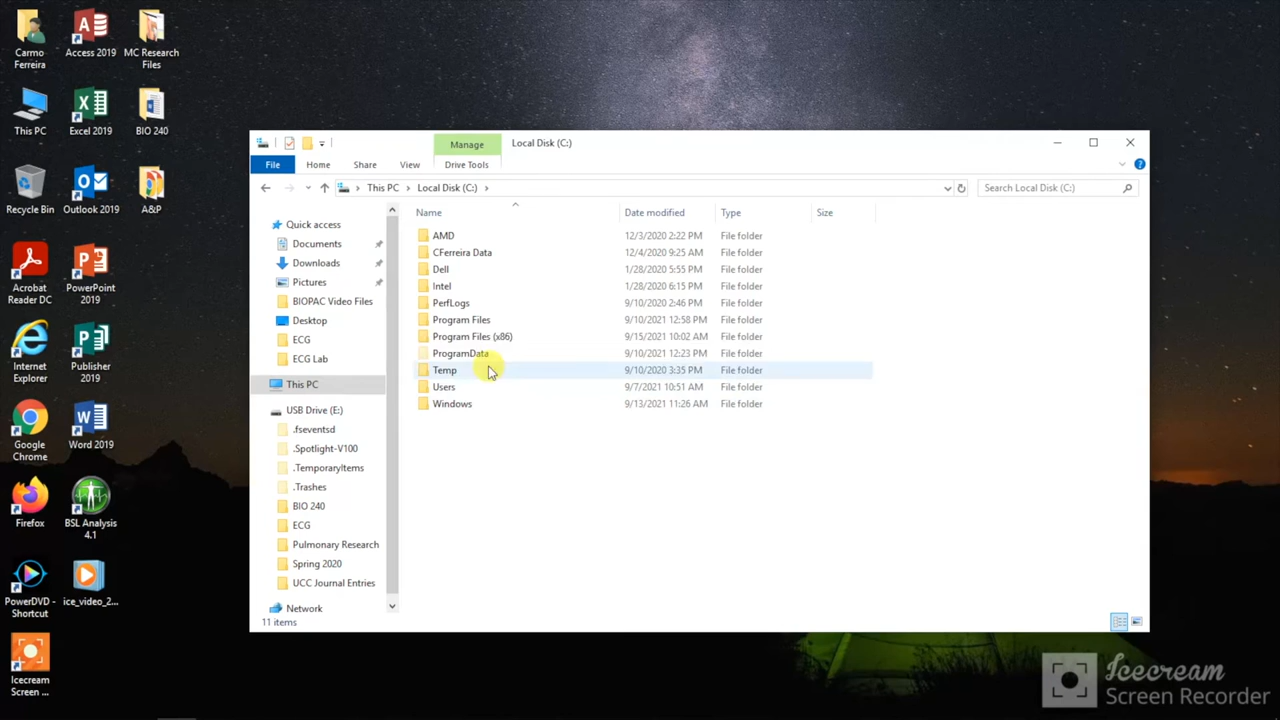 Carmo
Ferreira
Access 2019
MC Research
Files
This PC
Excel 2019
BIO 240
Recycle Bin
Outlook 2019
A&P
Acrobat
Reader DC
PowerPoint
2019
Internet
Explorer
Publisher
2019
Google
Chrome
Word 2019
Firefox
BSL Analysis
4.1
PowerDVD -
Shortcut
ice_video_2...
Icecream
Screen ...
Manage
Local Disk (C:)
File
Home
Share
View
Drive Tools
This PC
Local Disk (C:)
Search Local Disk (C:)
Quick access
Documents
Downloads
Pictures
BIOPAC Video Files
Desktop
ECG
ECG Lab
This PC
USB Drive (E:)
.fseventsd
.Spotlight-V100
.TemporaryItems
.Trashes
BIO 240
ECG
Pulmonary Research
Spring 2020
UCC Journal Entries
Network
Name Date modified Type Size
AMD 12/3/2020 2:22 PM File folder
CFerreira Data 12/4/2020 9:25 AM File folder
Dell 1/28/2020 5:55 PM File folder
Intel 1/28/2020 6:15 PM File folder
PerfLogs 9/10/2020 2:46 PM File folder
Program Files 9/10/2021 12:58 PM File folder
Program Files (x86) 9/15/2021 10:02 AM File folder
ProgramData 9/10/2021 12:23 PM File folder
Temp 9/10/2020 3:35 PM File folder
Users 9/7/2021 10:51 AM File folder
Windows 9/13/2021 11:26 AM File folder
11 items
Icecream
Screen Recorder